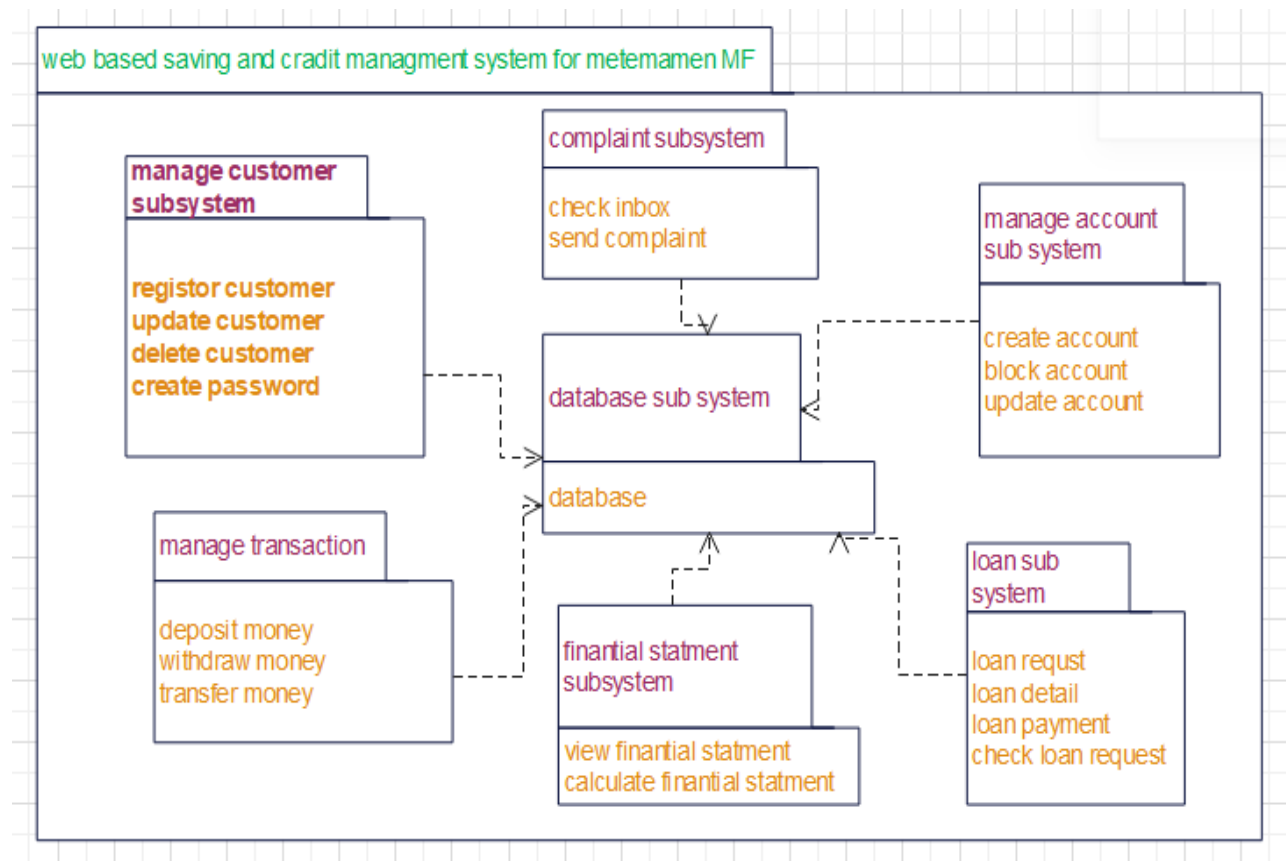 web based saving and cradit managment system for metemamen MF
complaint subsystem
check inbox
send complaint
manage customer
subsystem
registor customer
update customer
delete customer
create password
manage account
sub system
create account
block account
update account
database sub system
database
manage transaction
deposit money
withdraw money
transfer money
finantial statment
subsystem
view finantial statment
calculate finantial statment
loan sub
system
loan requst
loan detail
loan payment
check loan request